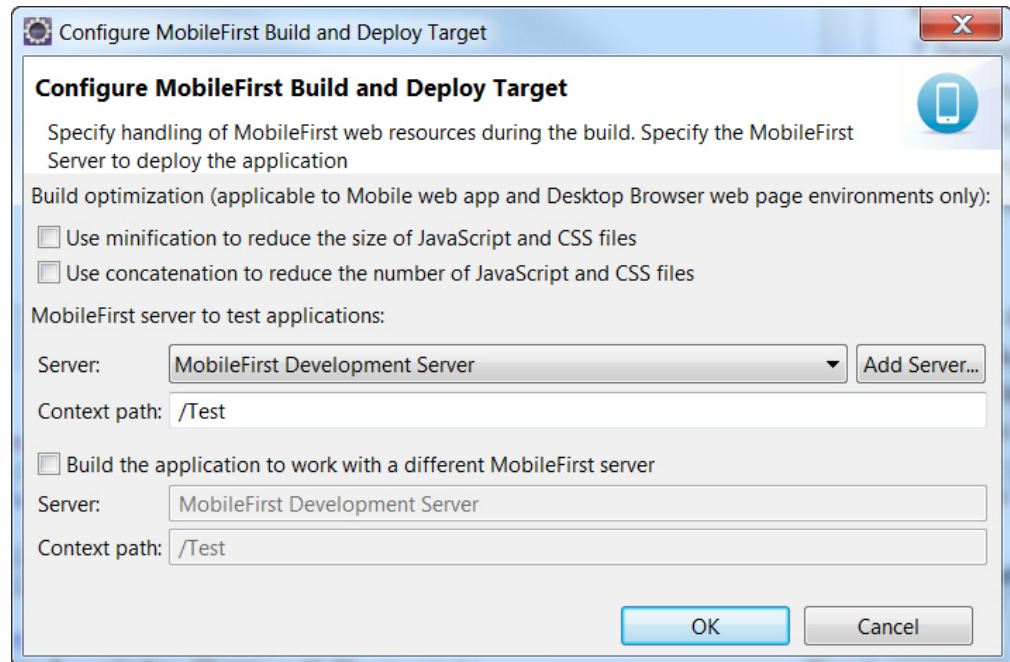 Configure MobileFirst Build and Deploy Target
X
Configure MobileFirst Build and Deploy Target
Specify handling of MobileFirst web resources during the build. Specify the MobileFirst
Server to deploy the application
Build optimization (applicable to Mobile web app and Desktop Browser web page environments only):
Use minification to reduce the size of JavaScript and CSS files
Use concatenation to reduce the number of JavaScript and CSS files
MobileFirst server to test applications:
Server: MobileFirst Development Server Add Server...
Context path: /Test
Build the application to work with a different MobileFirst server
Server: MobileFirst Development Server
Context path: /Test
OK Cancel